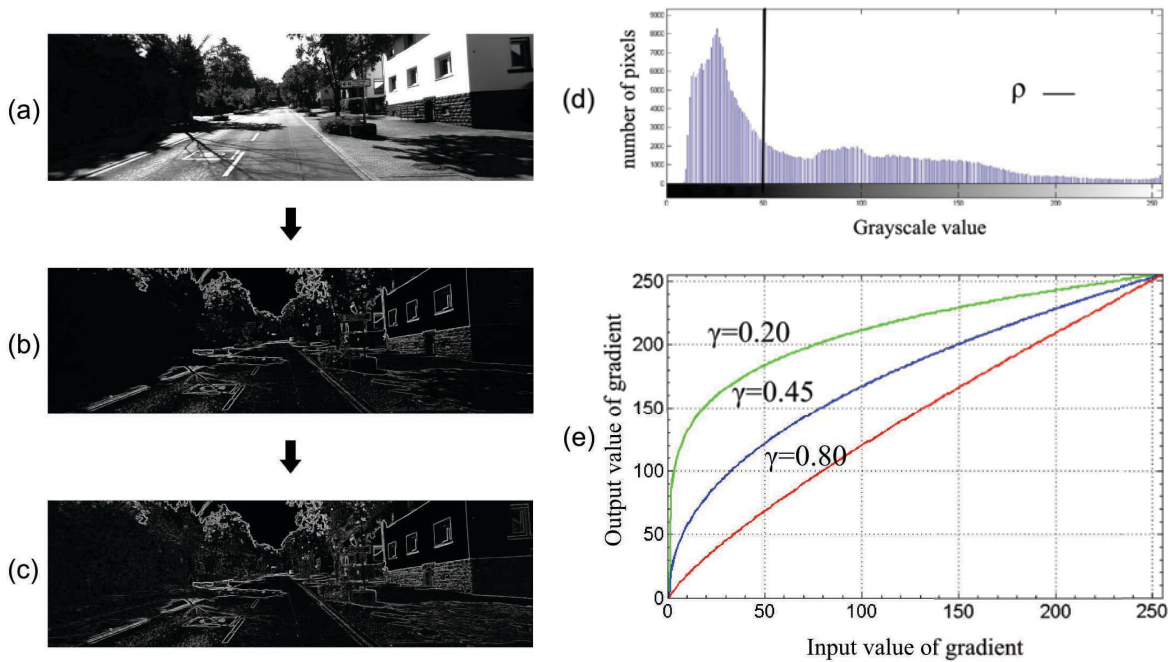 (a)
(b)
(c)
(d)
number of pixels
9000
8000
7000
6000
5000
4000
3000
2000
1000
0
ρ
0 50 100 150 200 250
Grayscale value
(e)
Output value of gradient
250
200
150
100
50
0
γ=0.20
γ=0.45
γ=0.80
0 50 100 150 200 250
Input value of gradient